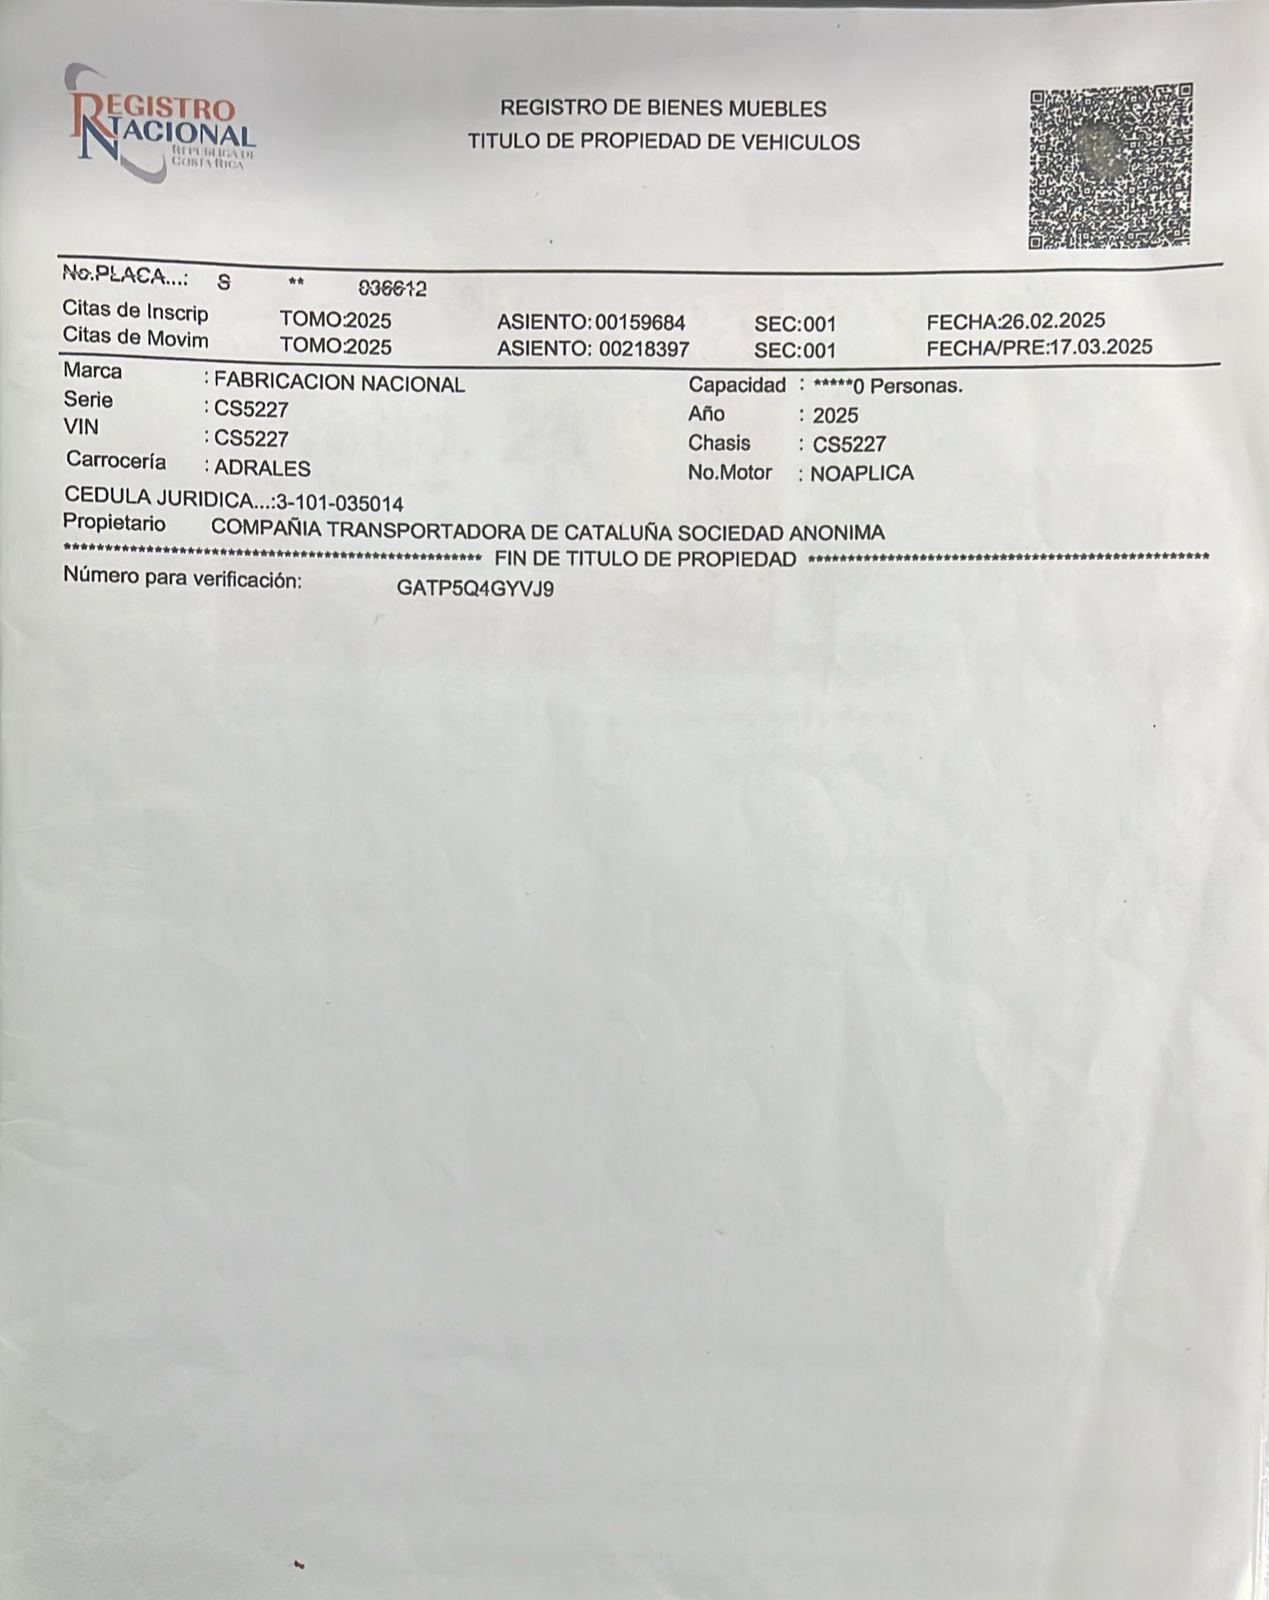 REGISTRO
NACIONAL
REPUBLICA DE
COSTA RICA
REGISTRO DE BIENES MUEBLES
TITULO DE PROPIEDAD DE VEHICULOS
No.PLACA...: S ** 036612
Citas de Inscrip TOMO:2025 ASIENTO: 00159684 SEC:001 FECHA:26.02.2025
Citas de Movim TOMO:2025 ASIENTO: 00218397 SEC:001 FECHA/PRE:17.03.2025
Marca : FABRICACION NACIONAL Capacidad : *****0 Personas.
Serie : CS5227 Año : 2025
VIN : CS5227 Chasis : CS5227
Carrocería : ADRALES No.Motor : NOAPLICA
CEDULA JURIDICA...:3-101-035014
Propietario COMPAÑIA TRANSPORTADORA DE CATALUÑA SOCIEDAD ANONIMA
************************************************** FIN DE TITULO DE PROPIEDAD ************************************************
Número para verificación: GATP5Q4GYVJ9